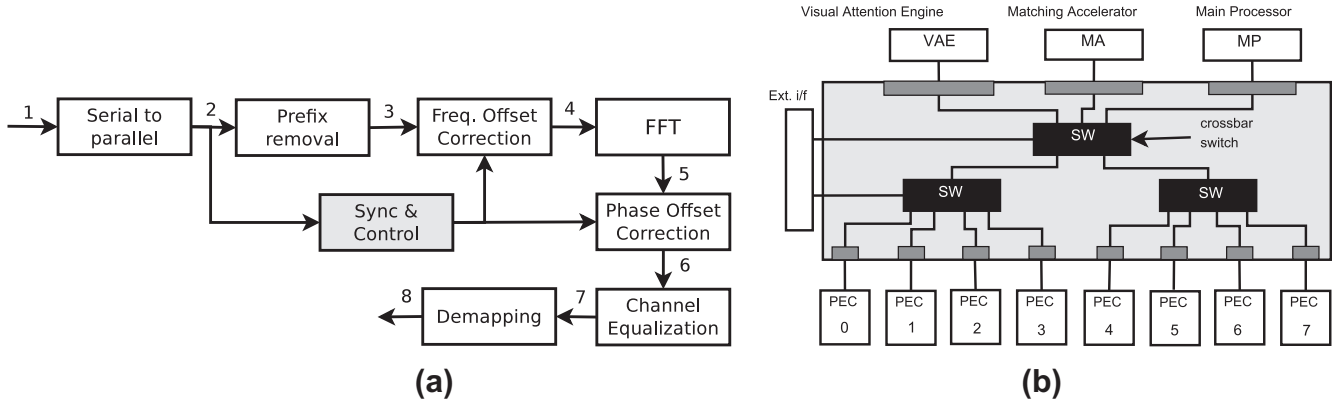 1
Serial to
parallel
2
Prefix
removal
3
Freq. Offset
Correction
4
FFT
5
Sync &
Control
Phase Offset
Correction
6
8
Demapping
7
Channel
Equalization
(a)
Visual Attention Engine
Matching Accelerator
Main Processor
VAE
MA
MP
Ext. i/f
SW
crossbar
switch
SW
SW
PEC
0
PEC
1
PEC
2
PEC
3
PEC
4
PEC
5
PEC
6
PEC
7
(b)